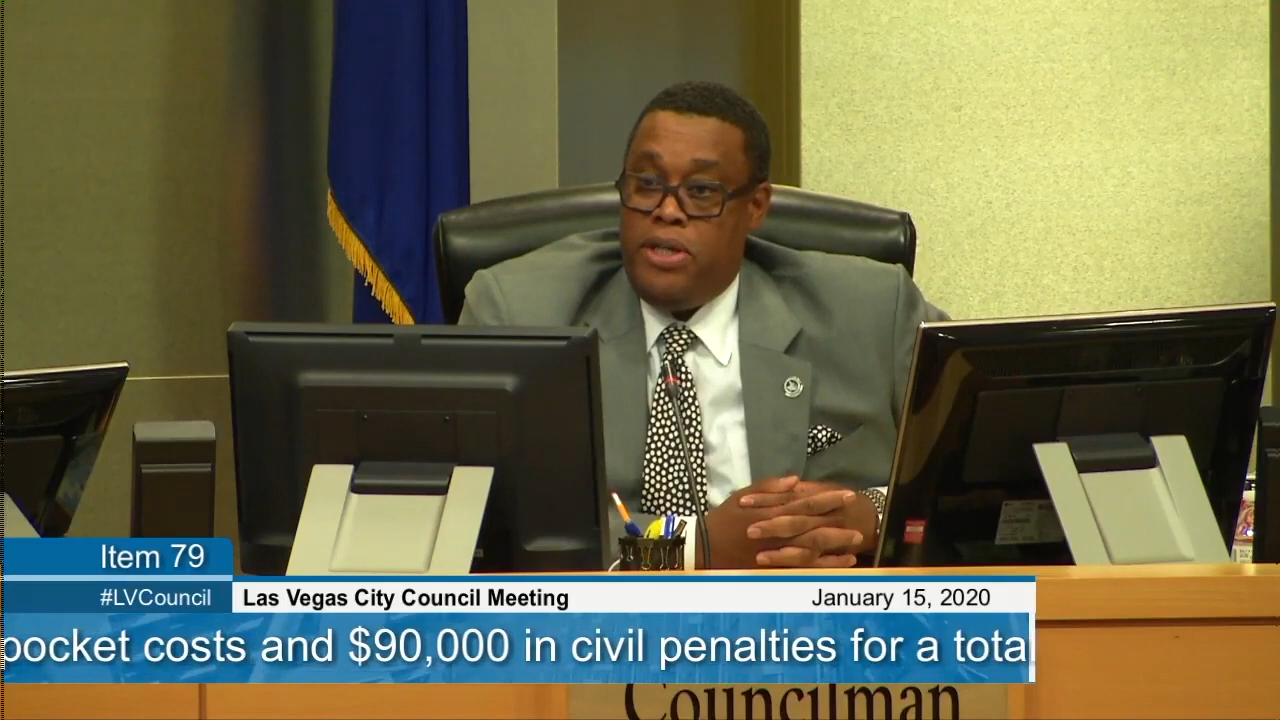 Item 79
#LVCouncil
Las Vegas City Council Meeting
January 15, 2020
pocket costs and $90,000 in civil penalties for a tota
Councilman